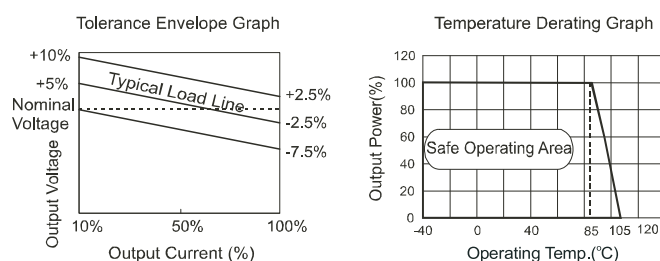 Tolerance Envelope Graph
+10%
+5%
Nominal
Voltage
Output Voltage
Typical Load Line
+2.5%
-2.5%
-7.5%
10%
50%
100%
Output Current (%)
Temperature Derating Graph
120
100
80
60
40
20
0
Output Power(%)
Safe Operating Area
-40
0
40
85
105
120
Operating Temp.(℃)